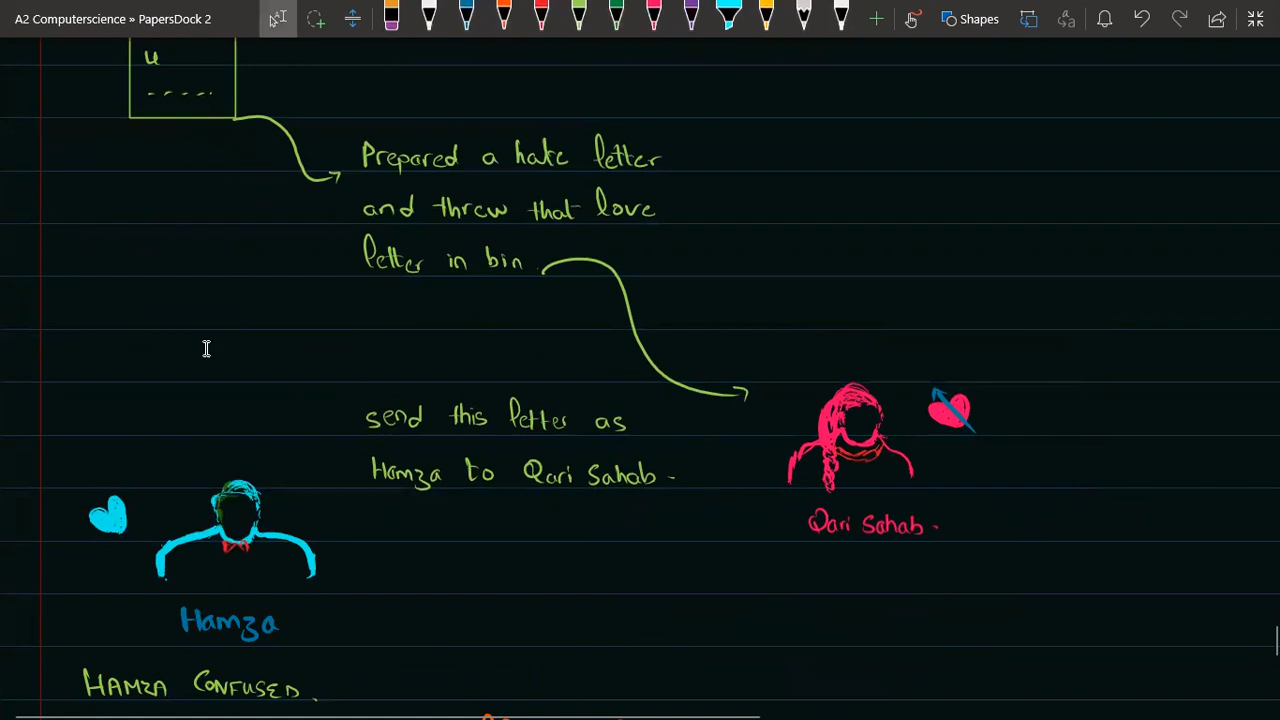 A2 Computerscience » PapersDock 2
Shapes
u
Prepared a hate letter
and threw that love
letter in bin.
send this letter as
Hamza to Qari Sahab.
Qari Sahab.
Hamza
HAMZA CONFUSED.